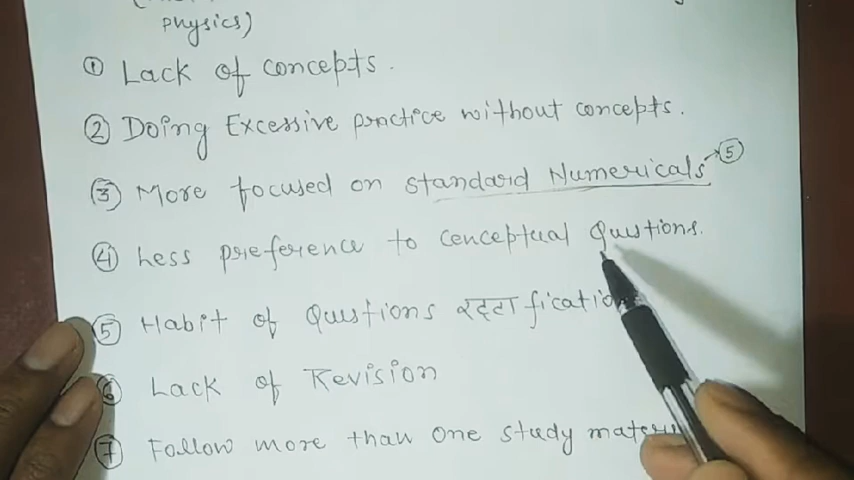 physics)
① Lack of concepts.
② Doing Excessive practice without concepts.
③ More focused on standard Numericals → ⑤
④ Less preference to conceptual Questions.
⑤ Habit of Questions रट्टाfication
⑥ Lack of Revision
⑦ Follow more than one study